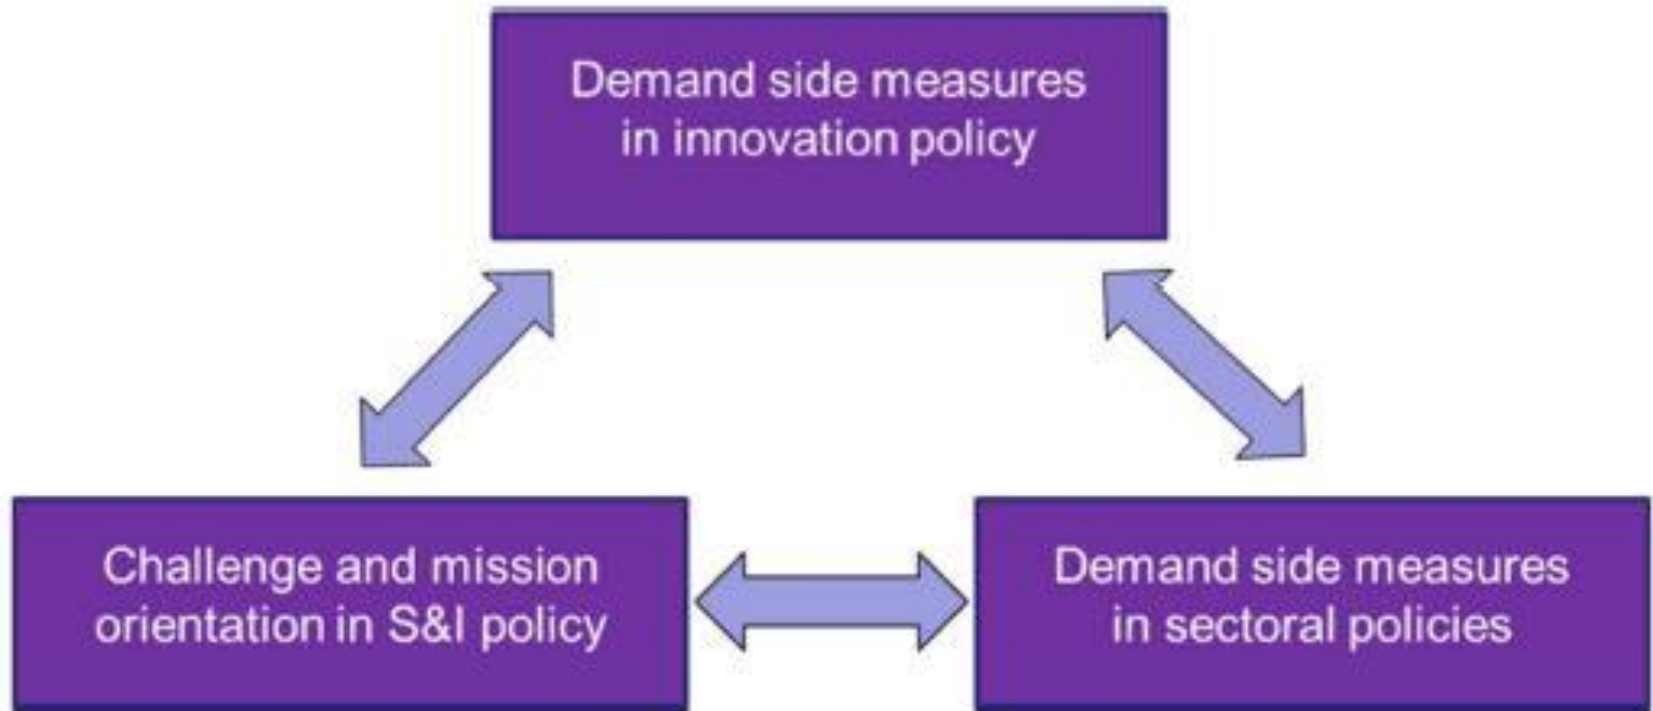 Demand side measures
in innovation policy
Challenge and mission
orientation in S&I policy
Demand side measures
in sectoral policies